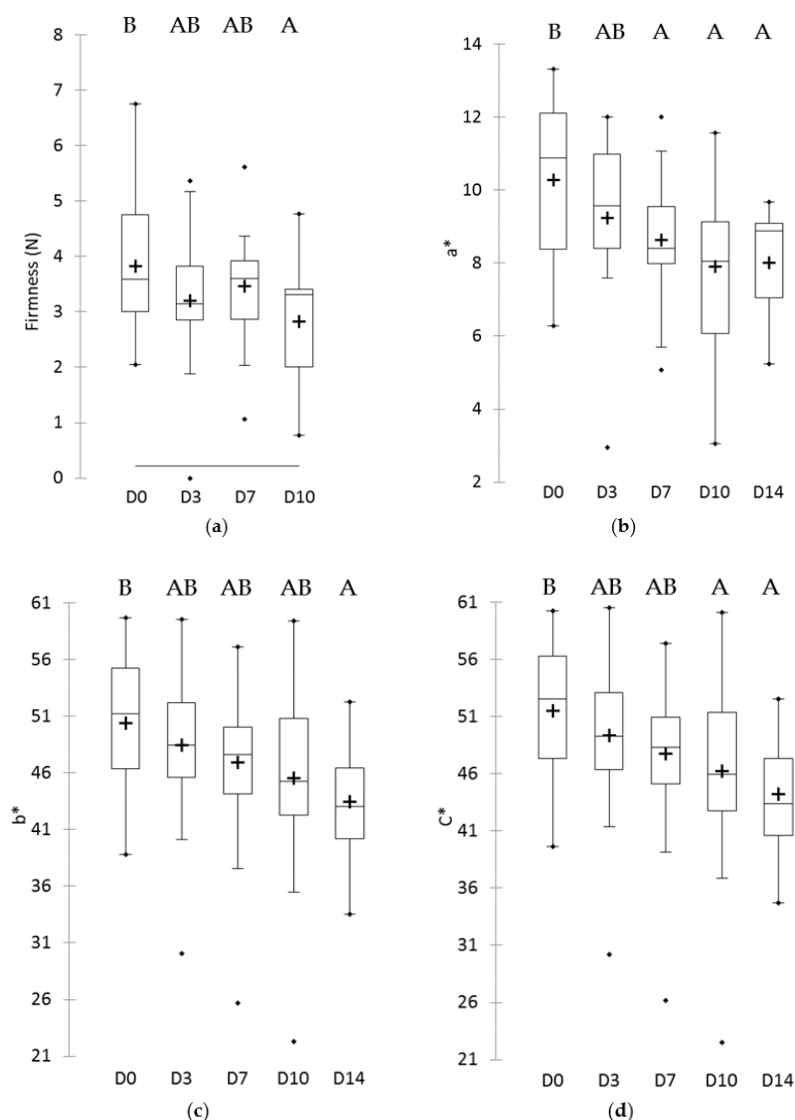 B AB AB A
8
7
6
5
4
3
2
1
0
Firmness (N)
D0 D3 D7 D10
(a)
B AB A A A
14
12
10
8
6
4
2
a*
D0 D3 D7 D10 D14
(b)
B AB AB AB A
61
56
51
46
41
36
31
26
21
b*
D0 D3 D7 D10 D14
(c)
B AB AB A A
61
56
51
46
41
36
31
26
21
C*
D0 D3 D7 D10 D14
(d)